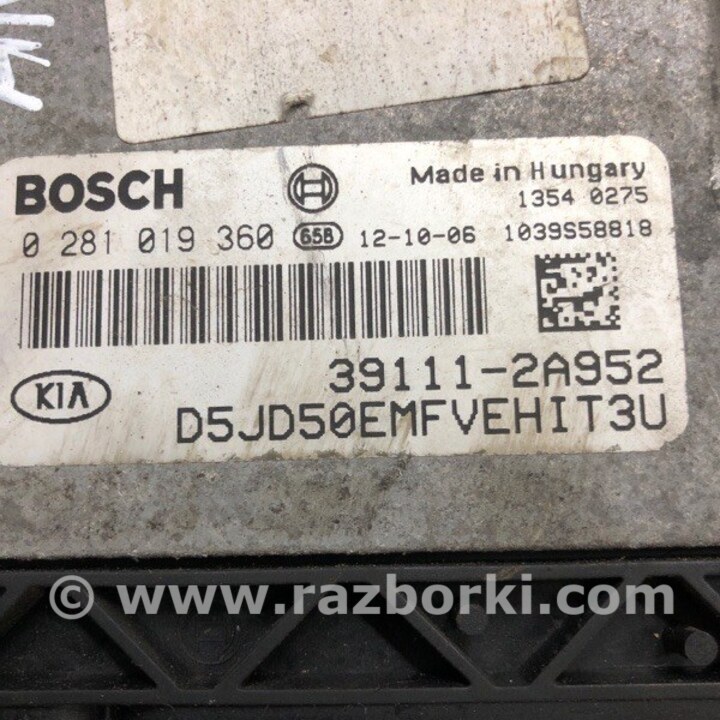 BOSCH
Made in Hungary
1354 0275
0 281 019 360 65B 12-10-06 1039S58818
39111-2A952
KIA
D5JD50EMFVEHIT3U
© www.razborki.com